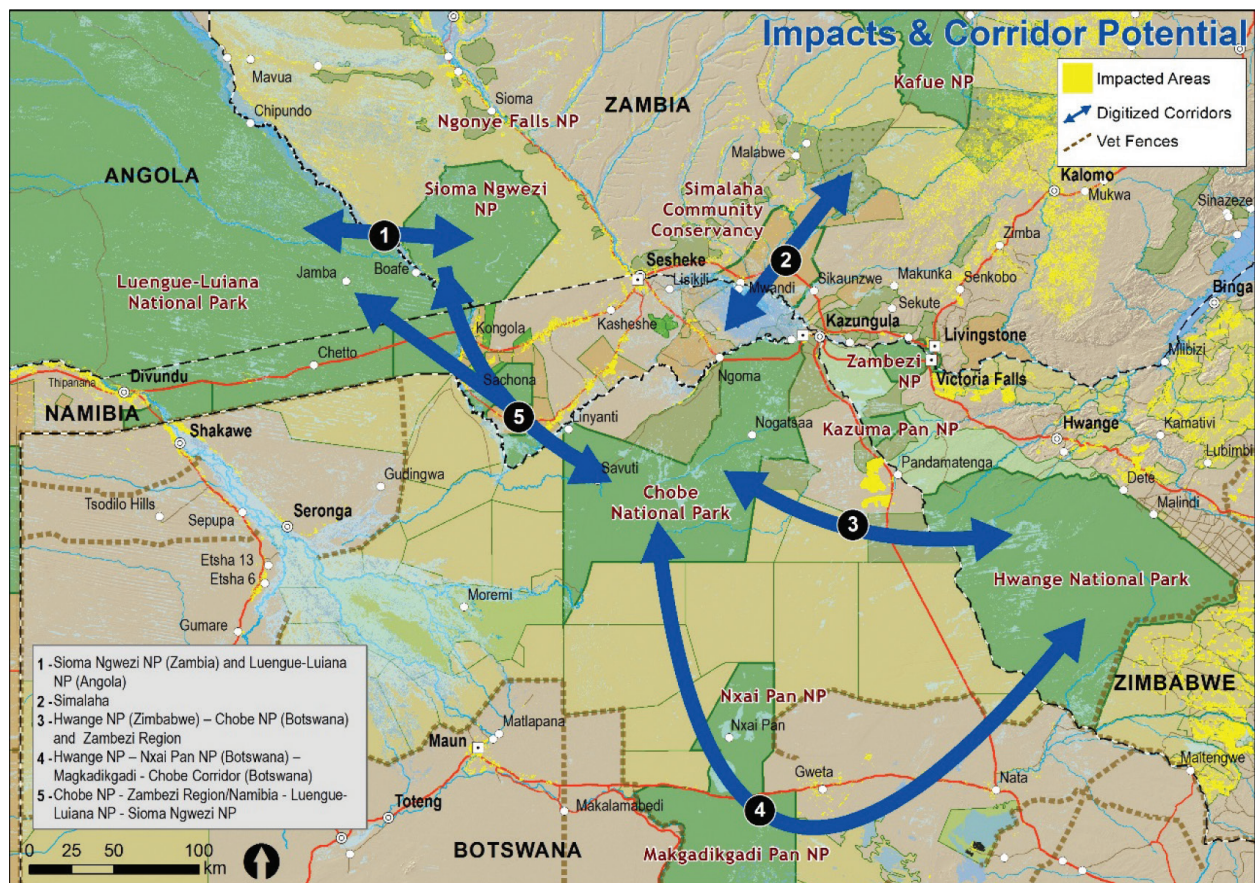 Impacts & Corridor Potential
Impacted Areas
Digitized Corridors
Vet Fences
Kafue NP
ZAMBIA
Mavua
Chipundo
Sioma
Ngonye Falls NP
Malabwe
Kalomo
Mukwa
Sinazeze
ANGOLA
Sioma Ngwezi
NP
Simalaha
Community
Conservancy
Zimba
1
2
Jamba
Boafe
Luengue-Luiana
National Park
Sesheke
Lisikili
Mwandi
Sikaunzwe
Makunka
Senkobo
Sekute
Binga
Kongola
Kasheshe
Kazungula
Livingstone
Chetto
Zambezi
NP
Mlibizi
Divundu
Thipanana
Sachona
Ngoma
Victoria Falls
NAMIBIA
5
Linyanti
Nogatsaa
Kazuma Pan NP
Hwange
Kamativi
Shakawe
Lubimbi
Gudingwa
Savuti
Pandamatenga
Dete
Malindi
Tsodilo Hills
Sepupa
Seronga
Chobe
National Park
3
Etsha 13
Etsha 6
Hwange National Park
Moremi
Gumare
1 - Sioma Ngwezi NP (Zambia) and Luengue-Luiana
NP (Angola)
2 - Simalaha
3 - Hwange NP (Zimbabwe) – Chobe NP (Botswana)
and Zambezi Region
4 - Hwange NP – Nxai Pan NP (Botswana) –
Magkadikgadi - Chobe Corridor (Botswana)
5 - Chobe NP - Zambezi Region/Namibia - Luengue-
Luiana NP - Sioma Ngwezi NP
Nxai Pan NP
ZIMBABWE
Nxai Pan
Matlapana
Maun
Maitengwe
Gweta
Nata
Toteng
Makalamabedi
4
BOTSWANA
Makgadikgadi Pan NP
0 25 50 100
km